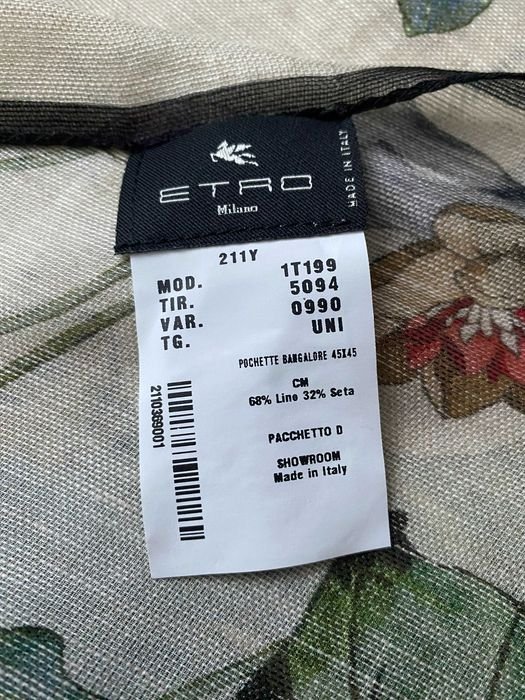 ETRO
Milano
MADE IN ITALY
211Y
MOD. 1T199
TIR. 5094
VAR. 0990
TG. UNI
POCHETTE BANGALORE 45X45
CM
68% Lino 32% Seta
PACCHETTO D
SHOWROOM
Made in Italy
2110369001